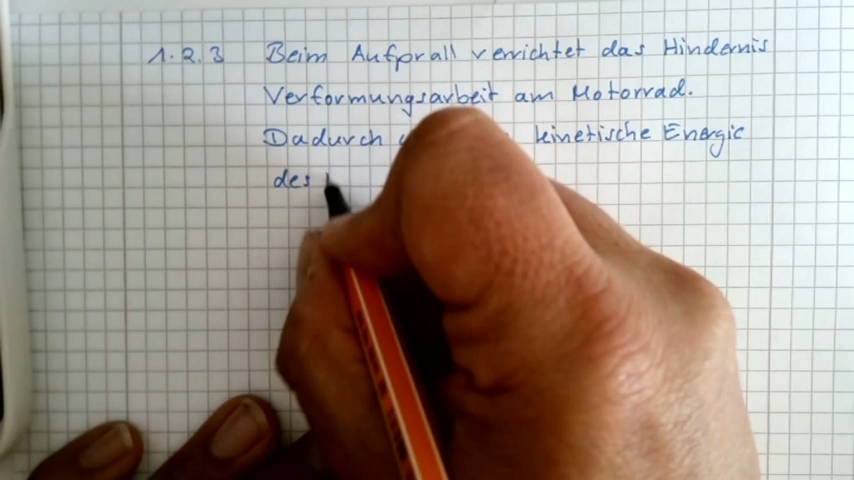 1.2.3 Beim Aufprall verrichtet das Hindernis
Verformungsarbeit am Motorrad.
Dadurch kinetische Energie
des